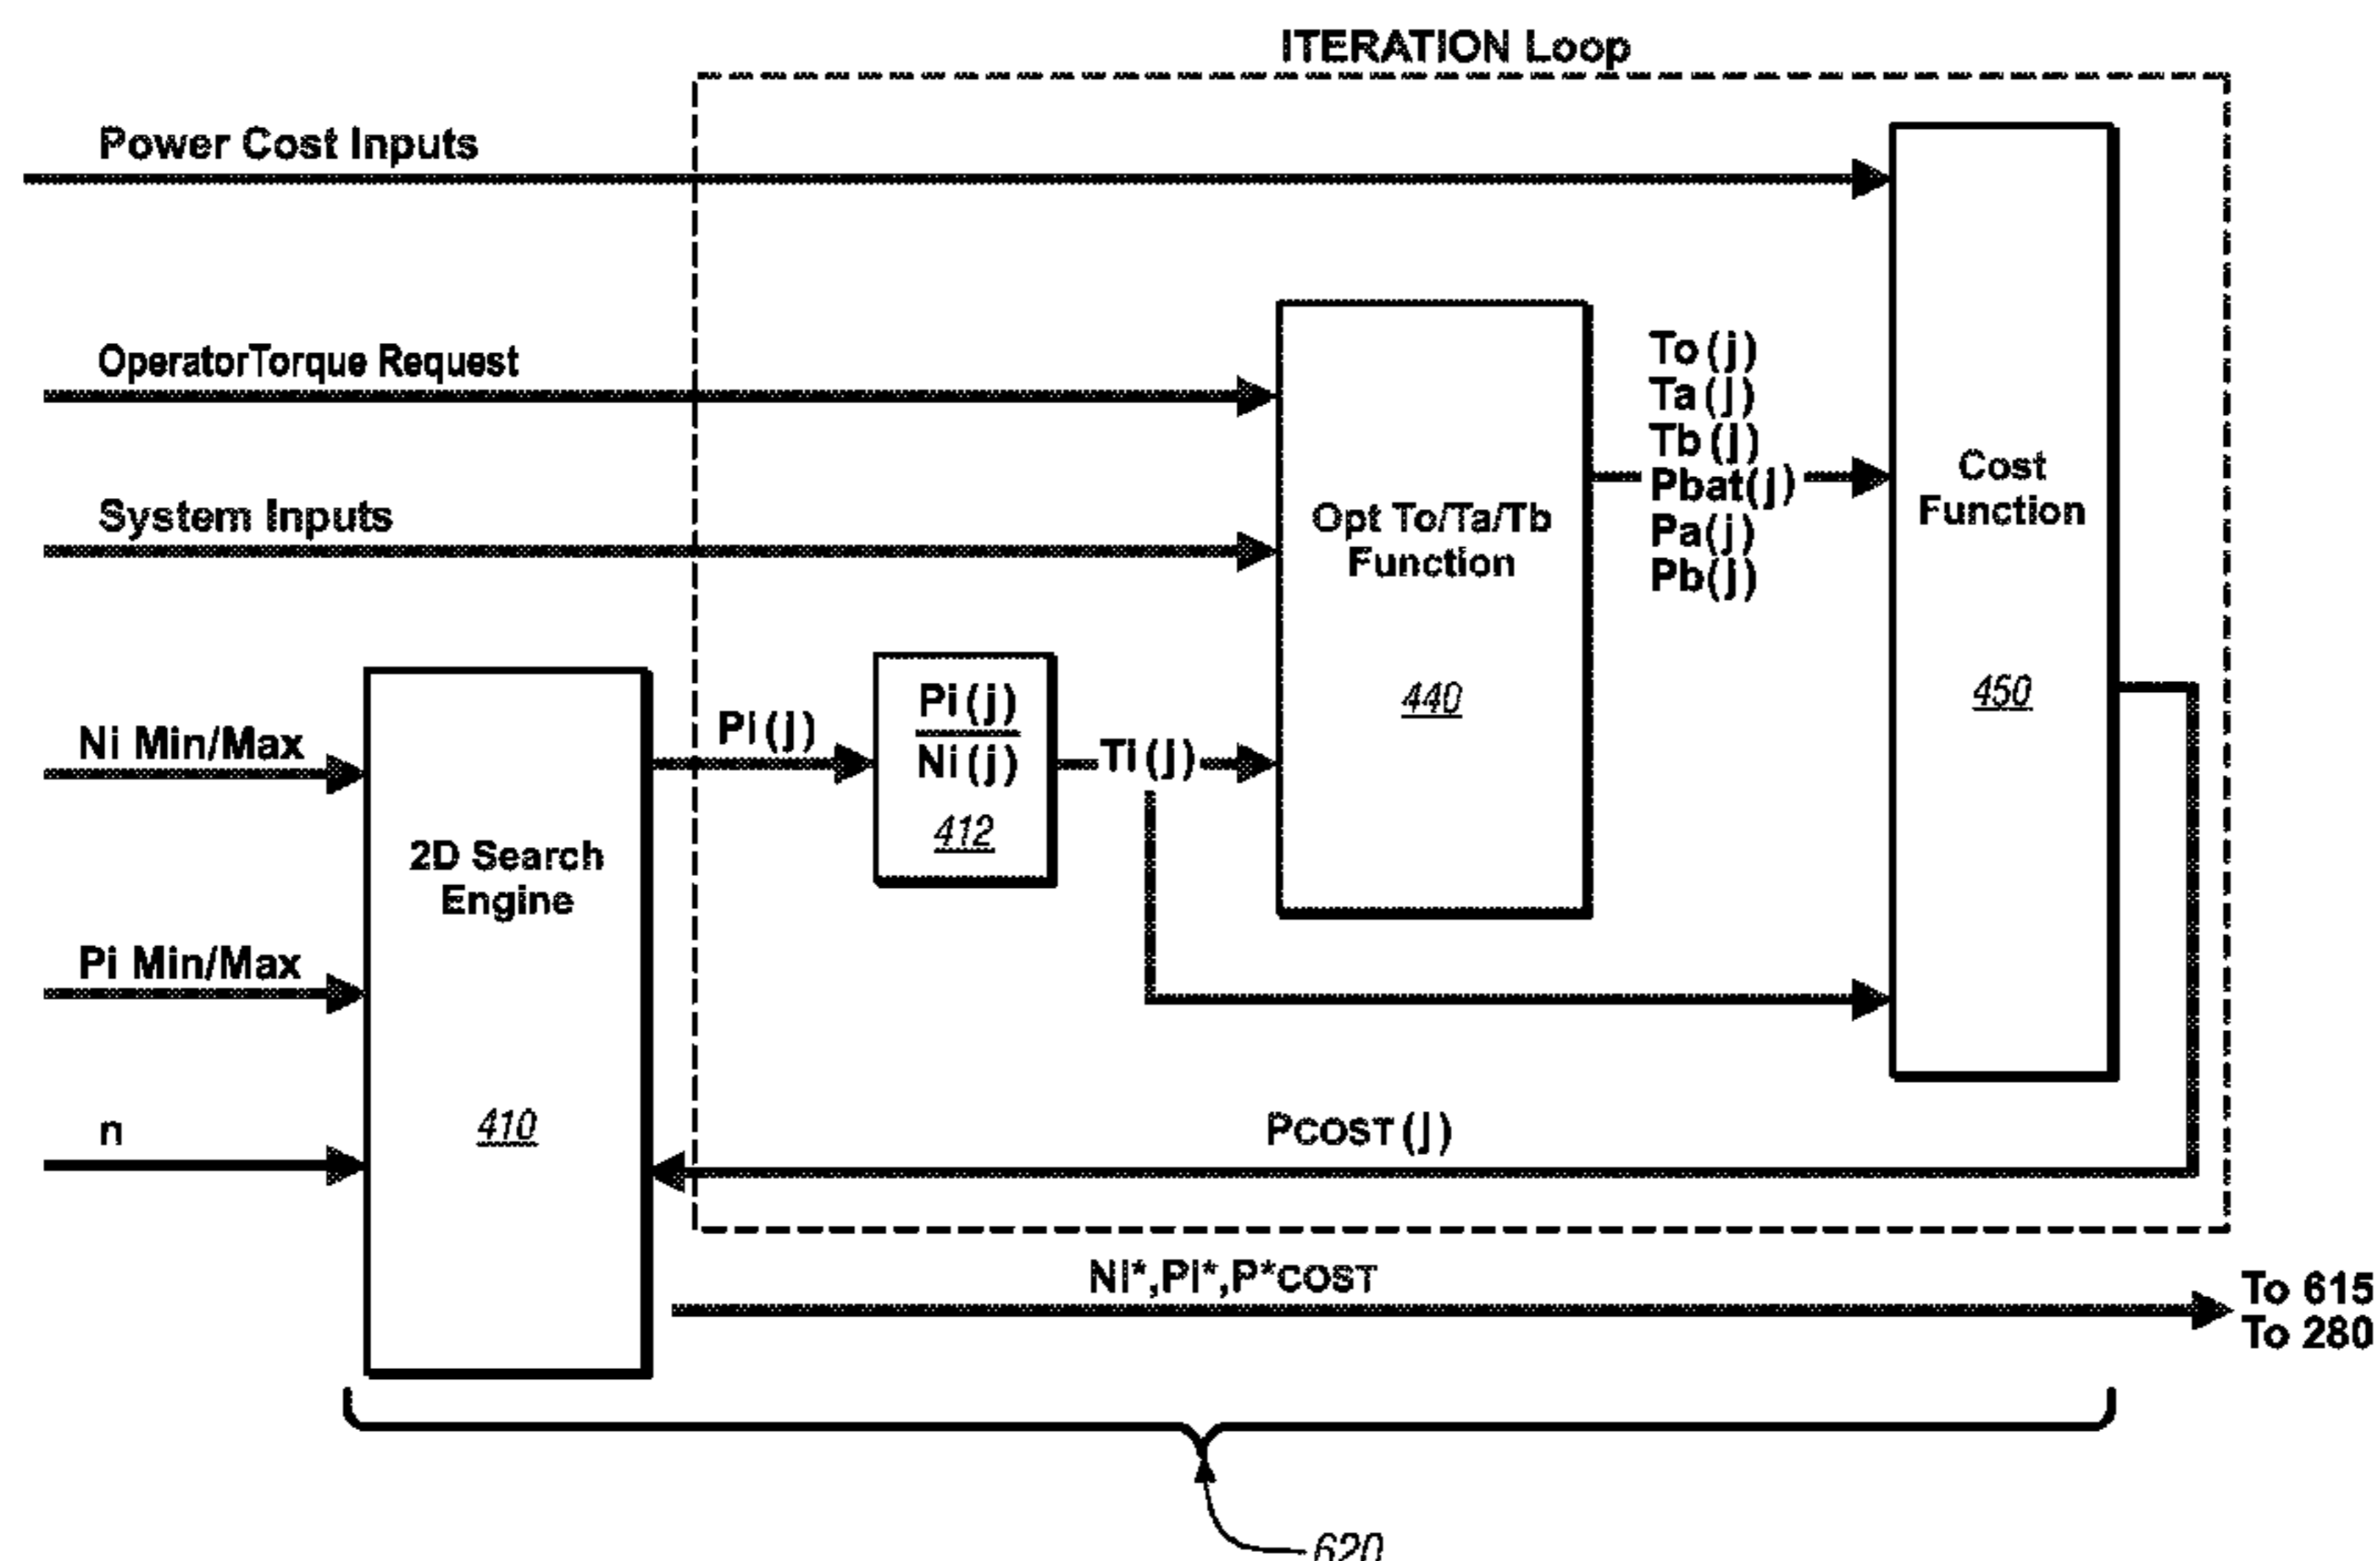 ITERATION Loop
Power Cost Inputs
OperatorTorque Request
System Inputs
Ni Min/Max
Pi Min/Max
n
2D Search
Engine
410
Pi(j)
Pi(j)
Ni(j)
412
Ti(j)
Opt To/Ta/Tb
Function
440
To(j)
Ta(j)
Tb(j)
Pbat(j)
Pa(j)
Pb(j)
Cost
Function
450
PCOST(j)
Ni*,Pi*,P*COST
To 615
To 280
620